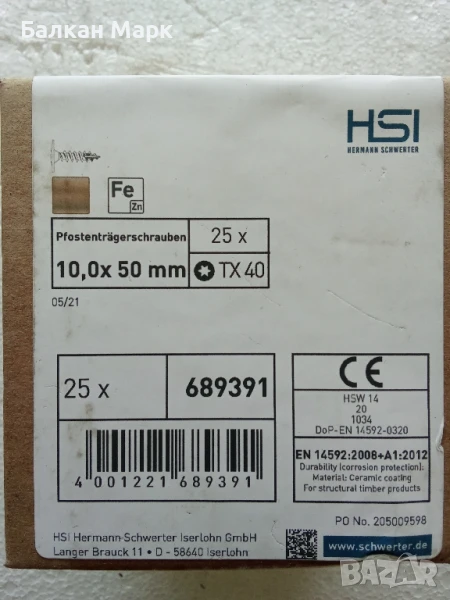 Балкан Марк
HSI
HERMANN SCHWERTER
Fe
Zn
Pfostenträgerschrauben
25 x
10,0x 50 mm
TX 40
05/21
25 x
689391
4 001221 689391
CE
HSW 14
20
1034
DoP-EN 14592-0320
EN 14592:2008+A1:2012
Durability (corrosion protection):
Material: Ceramic coating
For structural timber products
PO No. 205009598
HSI Hermann-Schwerter Iserlohn GmbH
Langer Brauck 11 • D - 58640 Iserlohn
www.schwerter.de
BAZAR